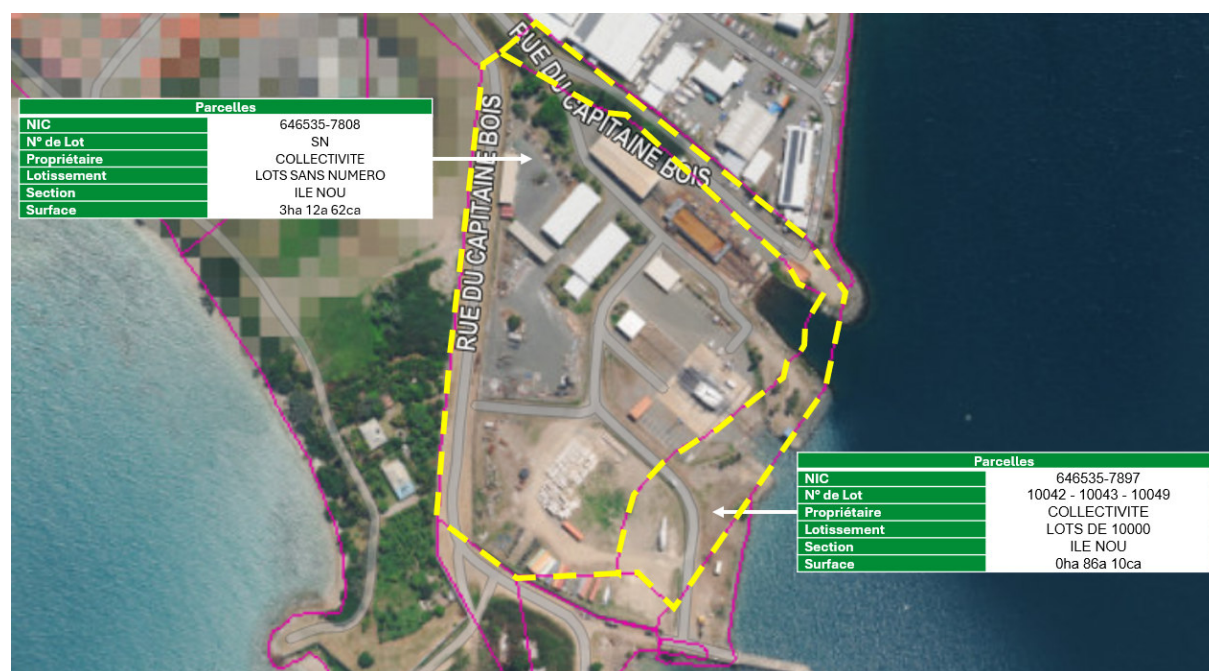 RUE DU CAPITAINE BOIS
Parcelles
NIC 646535-7808
N° de Lot SN
Propriétaire COLLECTIVITE
Lotissement LOTS SANS NUMERO
Section ILE NOU
Surface 3ha 12a 62ca
RUE DU CAPITAINE BOIS
Parcelles
NIC 646535-7897
N° de Lot 10042 - 10043 - 10049
Propriétaire COLLECTIVITE
Lotissement LOTS DE 10000
Section ILE NOU
Surface 0ha 86a 10ca